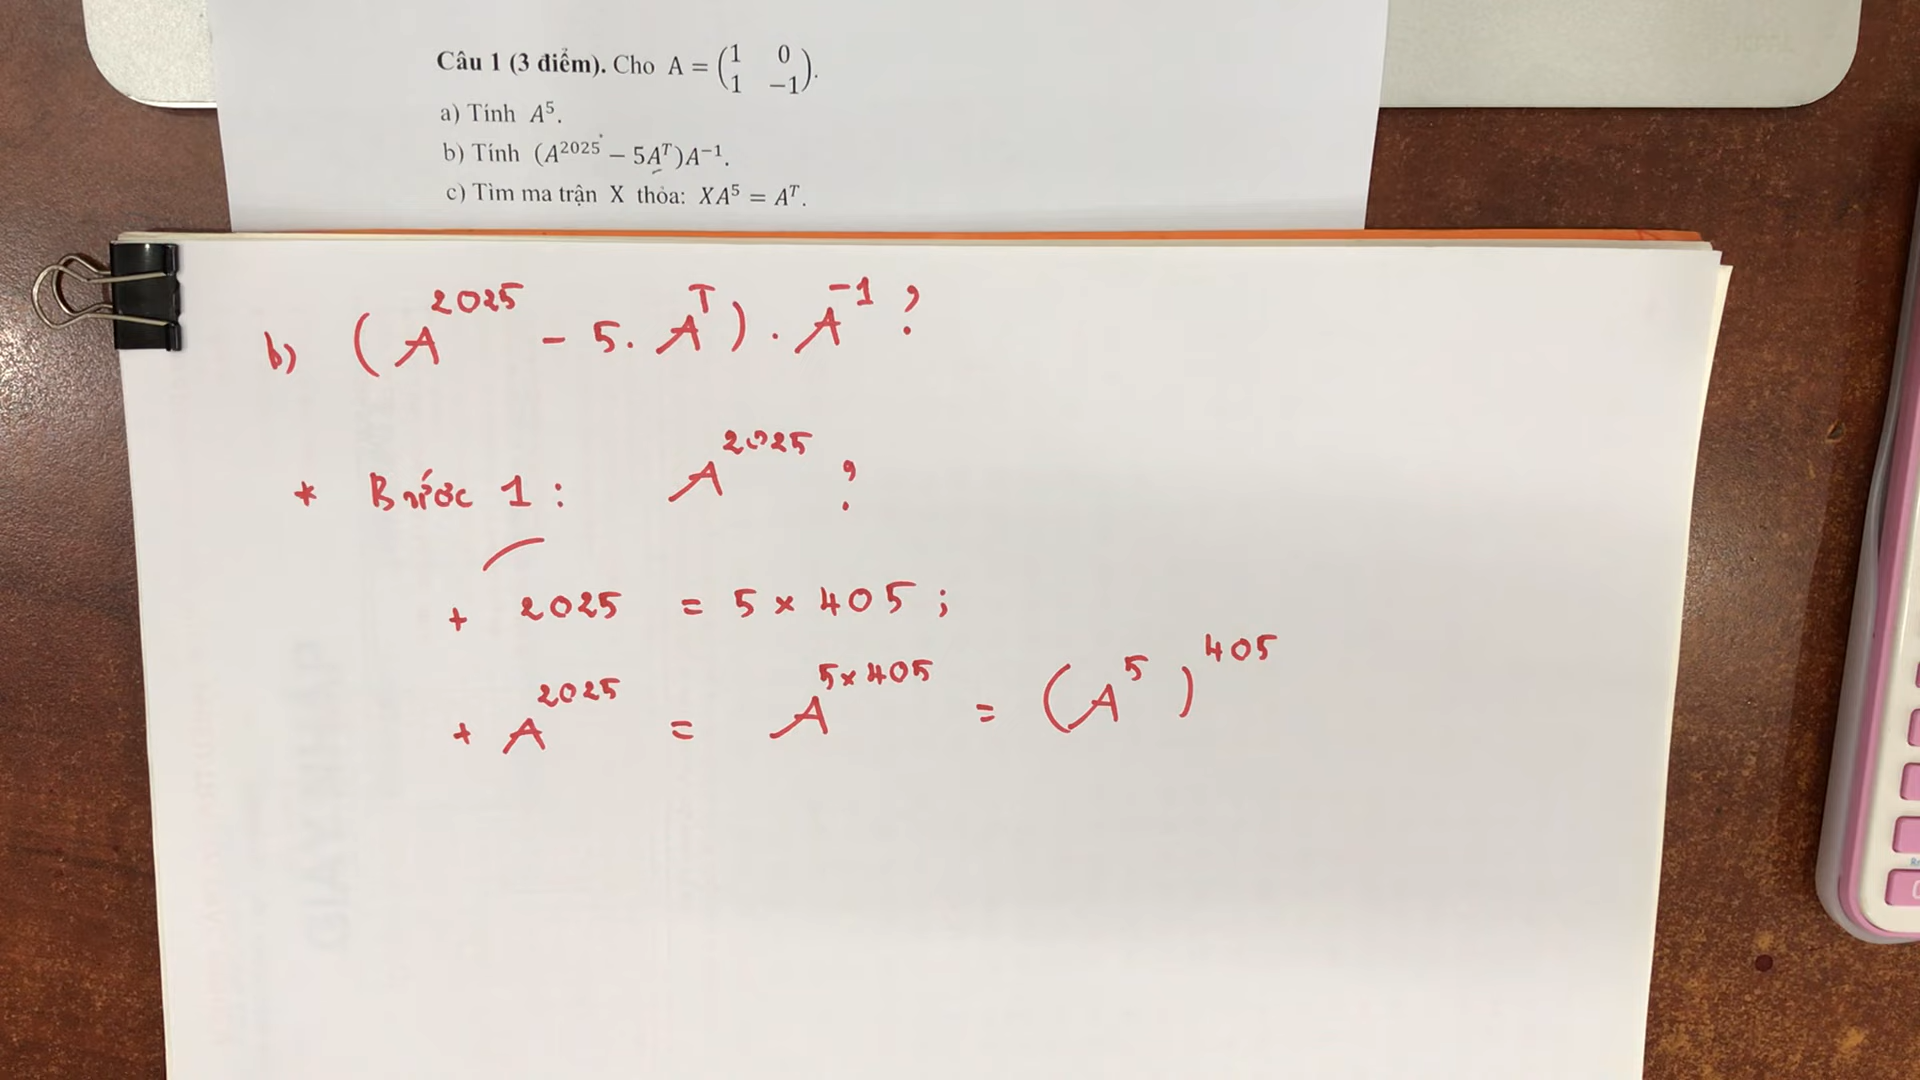 Câu 1 (3 điểm). Cho A = (1 0
1 −1).
a) Tính A⁵.
b) Tính (A²⁰²⁵ − 5Aᵀ)A⁻¹.
c) Tìm ma trận X thỏa: XA⁵ = Aᵀ.
b) (A²⁰²⁵ − 5. Aᵀ) . A⁻¹ ?
* Bước 1 : A²⁰²⁵ ?
+ 2025 = 5 × 405 ;
+ A²⁰²⁵ = A⁵ˣ⁴⁰⁵ = (A⁵)⁴⁰⁵